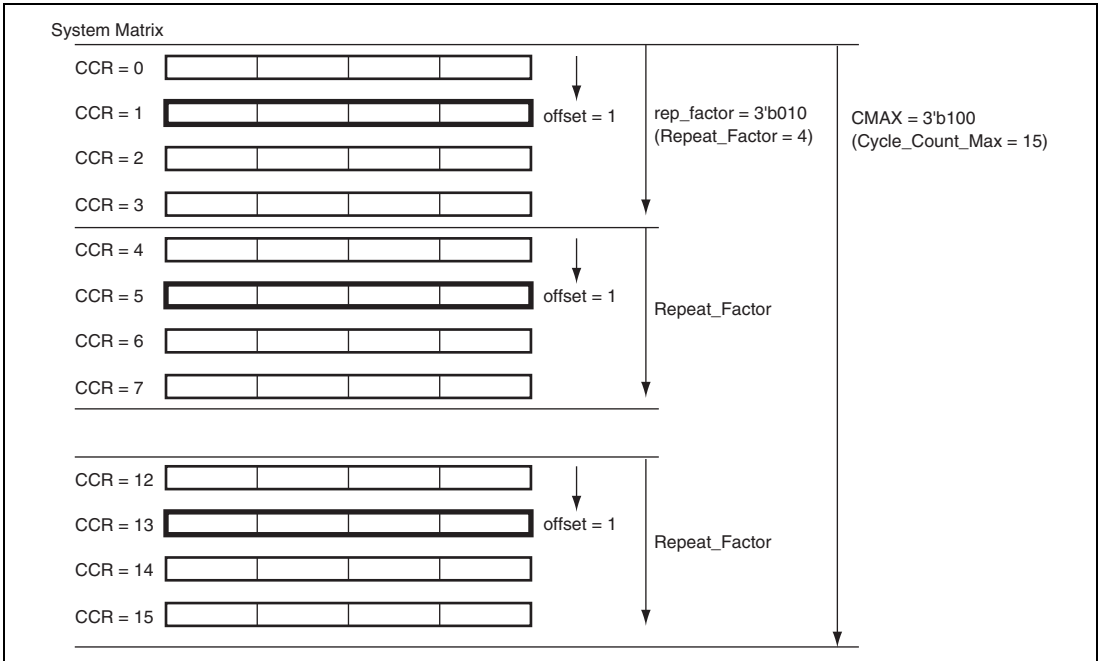 System Matrix
CCR = 0
CCR = 1
offset = 1
rep_factor = 3'b010
(Repeat_Factor = 4)
CMAX = 3'b100
(Cycle_Count_Max = 15)
CCR = 2
CCR = 3
CCR = 4
CCR = 5
offset = 1
Repeat_Factor
CCR = 6
CCR = 7
CCR = 12
CCR = 13
offset = 1
Repeat_Factor
CCR = 14
CCR = 15